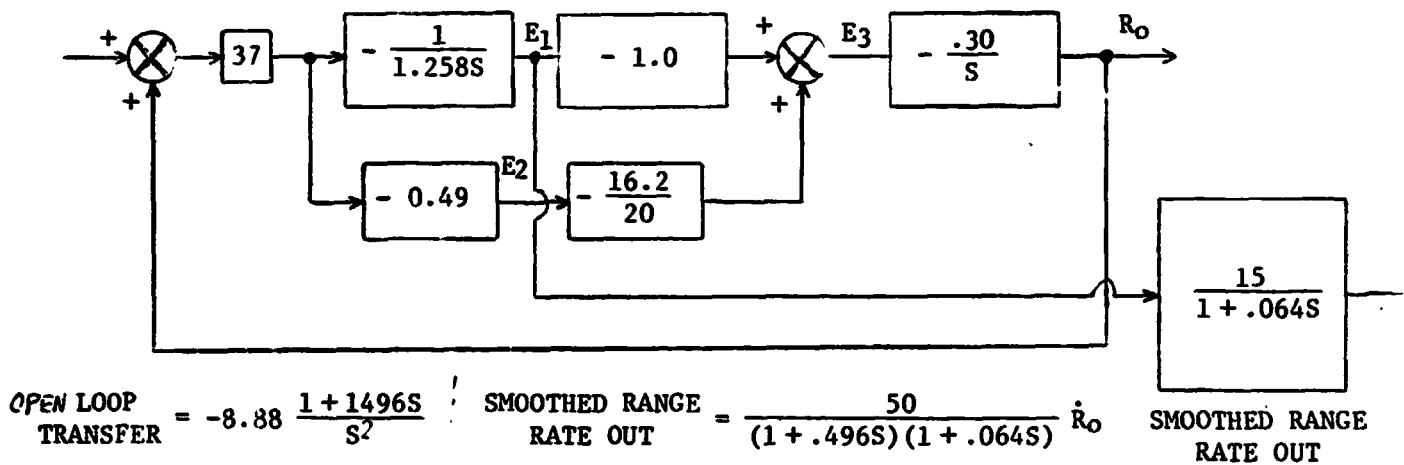 + 37 - 1/1.258S E1 - 1.0 + E3 - .30/S Ro
+ +
- 0.49 E2 - 16.2/20
15/1 + .064S
OPEN LOOP TRANSFER = -8.88 1 + 1496S/S² SMOOTHED RANGE RATE OUT = 50/(1 + .496S)(1 + .064S) Ṙo
SMOOTHED RANGE
RATE OUT